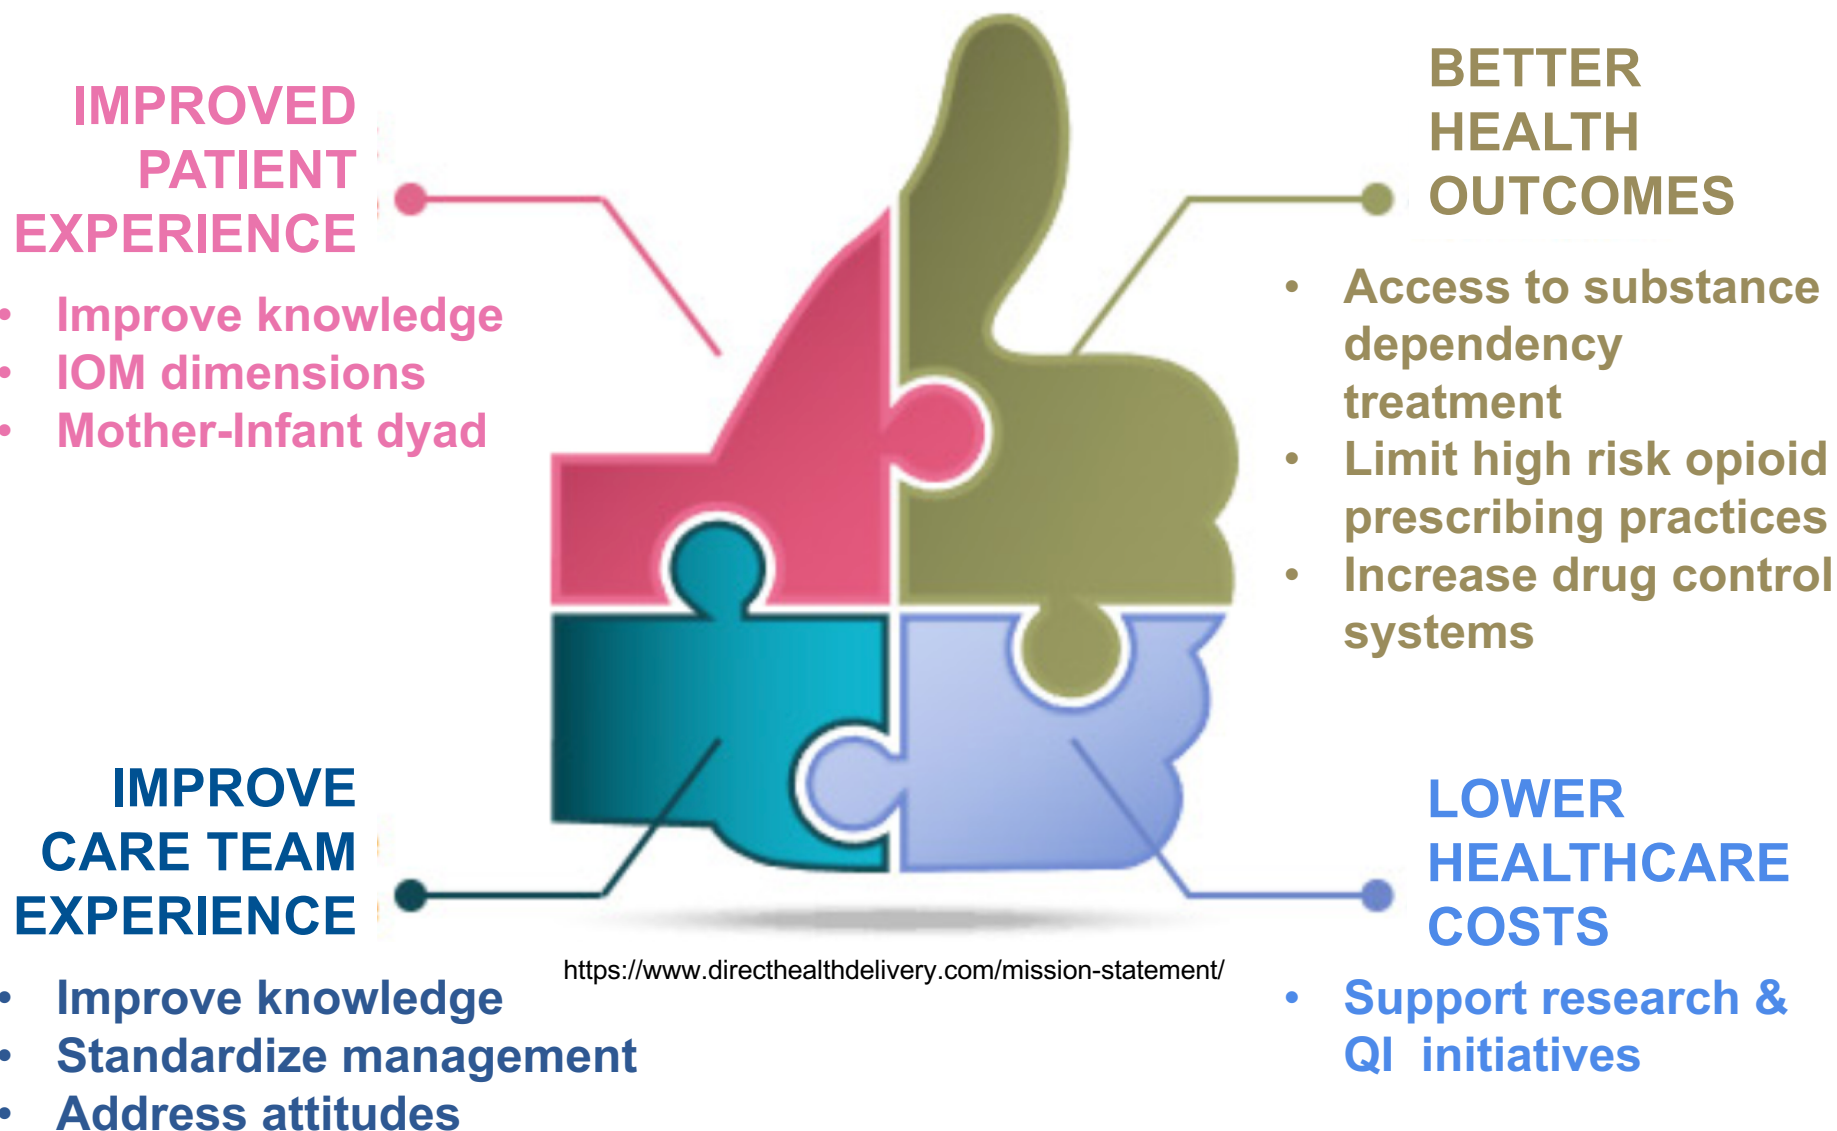 IMPROVED
PATIENT
EXPERIENCE
• Improve knowledge
• IOM dimensions
• Mother-Infant dyad
BETTER
HEALTH
OUTCOMES
• Access to substance
dependency
treatment
• Limit high risk opioid
prescribing practices
• Increase drug control
systems
IMPROVE
CARE TEAM
EXPERIENCE
• Improve knowledge
• Standardize management
• Address attitudes
https://www.directhealthdelivery.com/mission-statement/
LOWER
HEALTHCARE
COSTS
• Support research &
QI initiatives